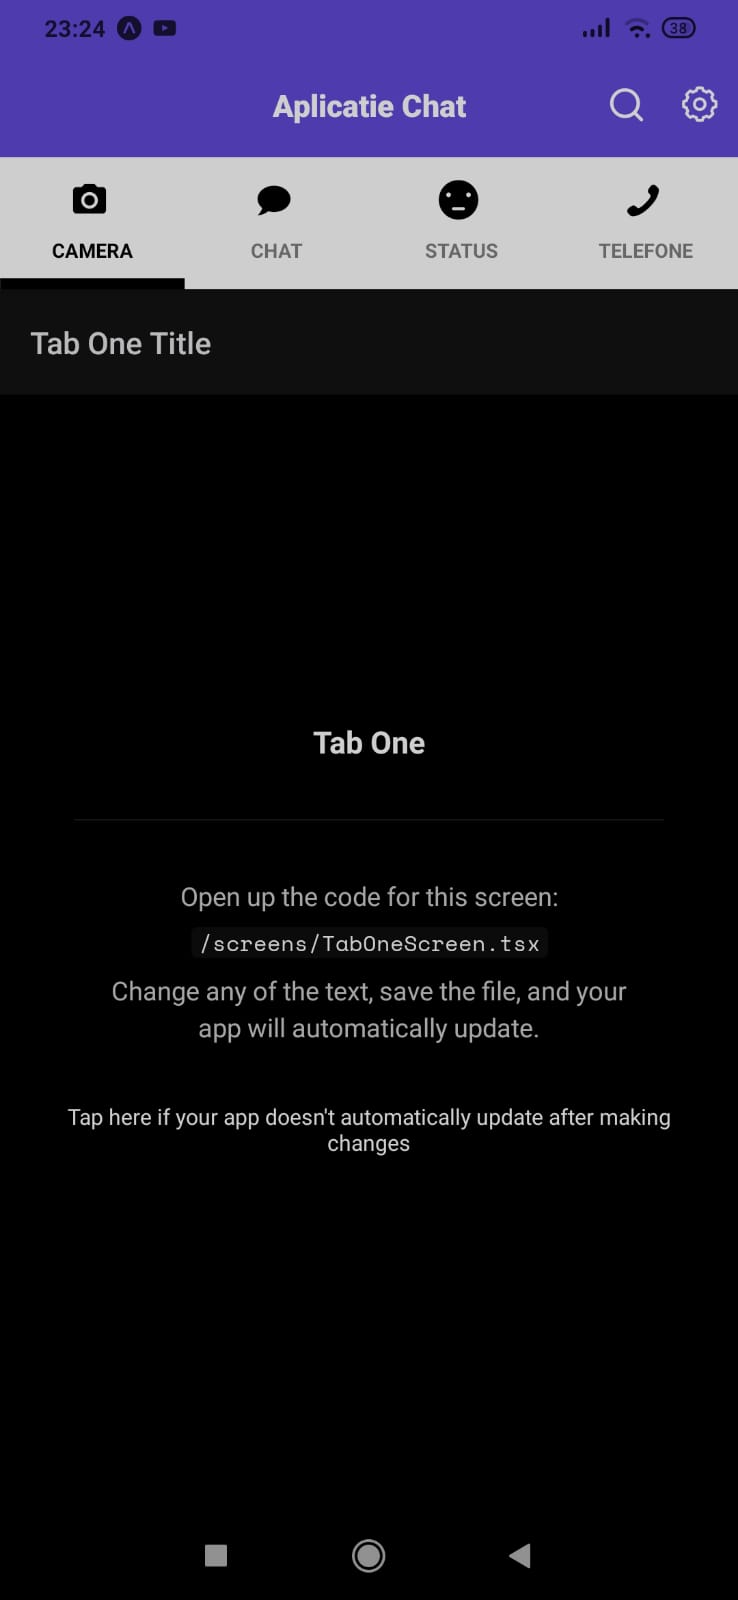 23:24
38
Aplicatie Chat
CAMERA CHAT STATUS TELEFONE
Tab One Title
Tab One
Open up the code for this screen:
/screens/TabOneScreen.tsx
Change any of the text, save the file, and your
app will automatically update.
Tap here if your app doesn't automatically update after making
changes